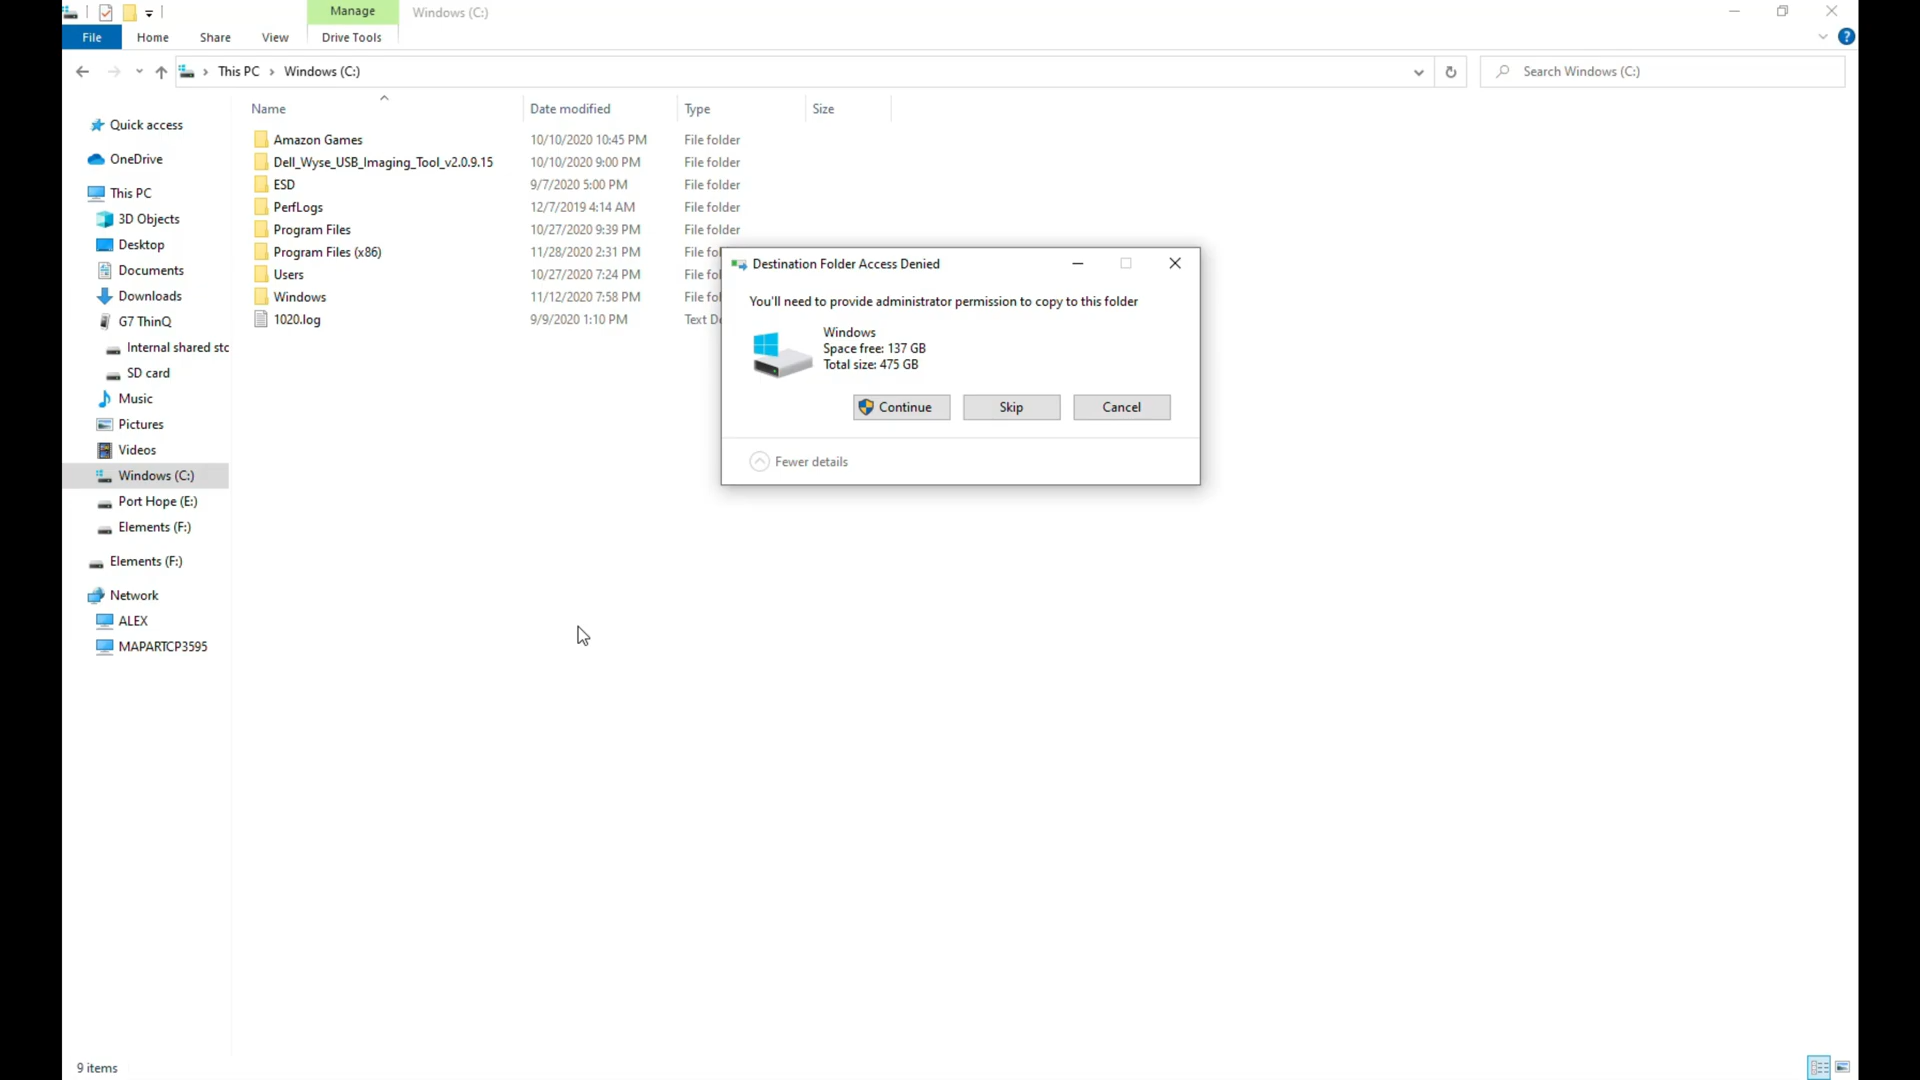 Manage
Windows (C:)
File
Home
Share
View
Drive Tools
This PC
Windows (C:)
Search Windows (C:)
Name
Date modified
Type
Size
Quick access
OneDrive
This PC
3D Objects
Desktop
Documents
Downloads
G7 ThinQ
Internal shared sto
SD card
Music
Pictures
Videos
Windows (C:)
Port Hope (E:)
Elements (F:)
Elements (F:)
Network
ALEX
MAPARTCP3595
Amazon Games 10/10/2020 10:45 PM File folder
Dell_Wyse_USB_Imaging_Tool_v2.0.9.15 10/10/2020 9:00 PM File folder
ESD 9/7/2020 5:00 PM File folder
PerfLogs 12/7/2019 4:14 AM File folder
Program Files 10/27/2020 9:39 PM File folder
Program Files (x86) 11/28/2020 2:31 PM File fol
Users 10/27/2020 7:24 PM File fol
Windows 11/12/2020 7:58 PM File fol
1020.log 9/9/2020 1:10 PM Text De
Destination Folder Access Denied
You'll need to provide administrator permission to copy to this folder
Windows
Space free: 137 GB
Total size: 475 GB
Continue
Skip
Cancel
Fewer details
9 items